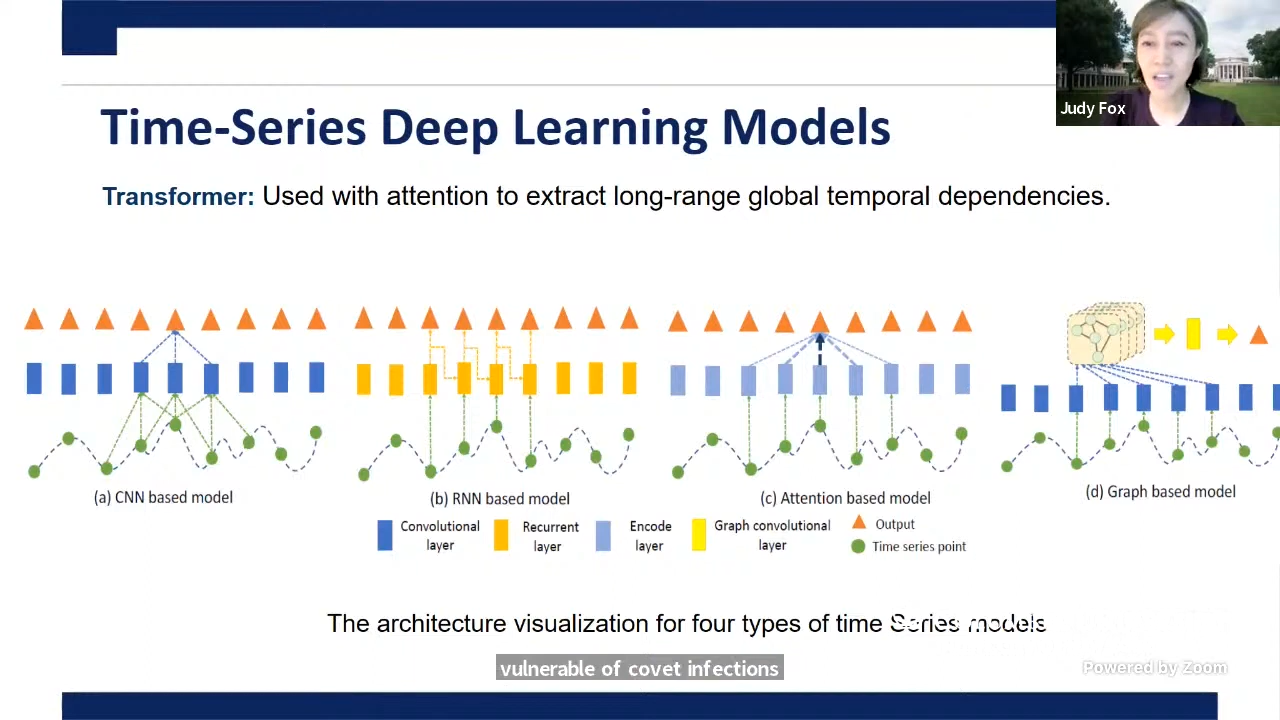 Judy Fox
Time-Series Deep Learning Models
Transformer: Used with attention to extract long-range global temporal dependencies.
(a) CNN based model
(b) RNN based model
(c) Attention based model
(d) Graph based model
Convolutional
layer
Recurrent
layer
Encode
layer
Graph convolutional
layer
Output
Time series point
The architecture visualization for four types of time Series models
vulnerable of covet infections
Powered by Zoom